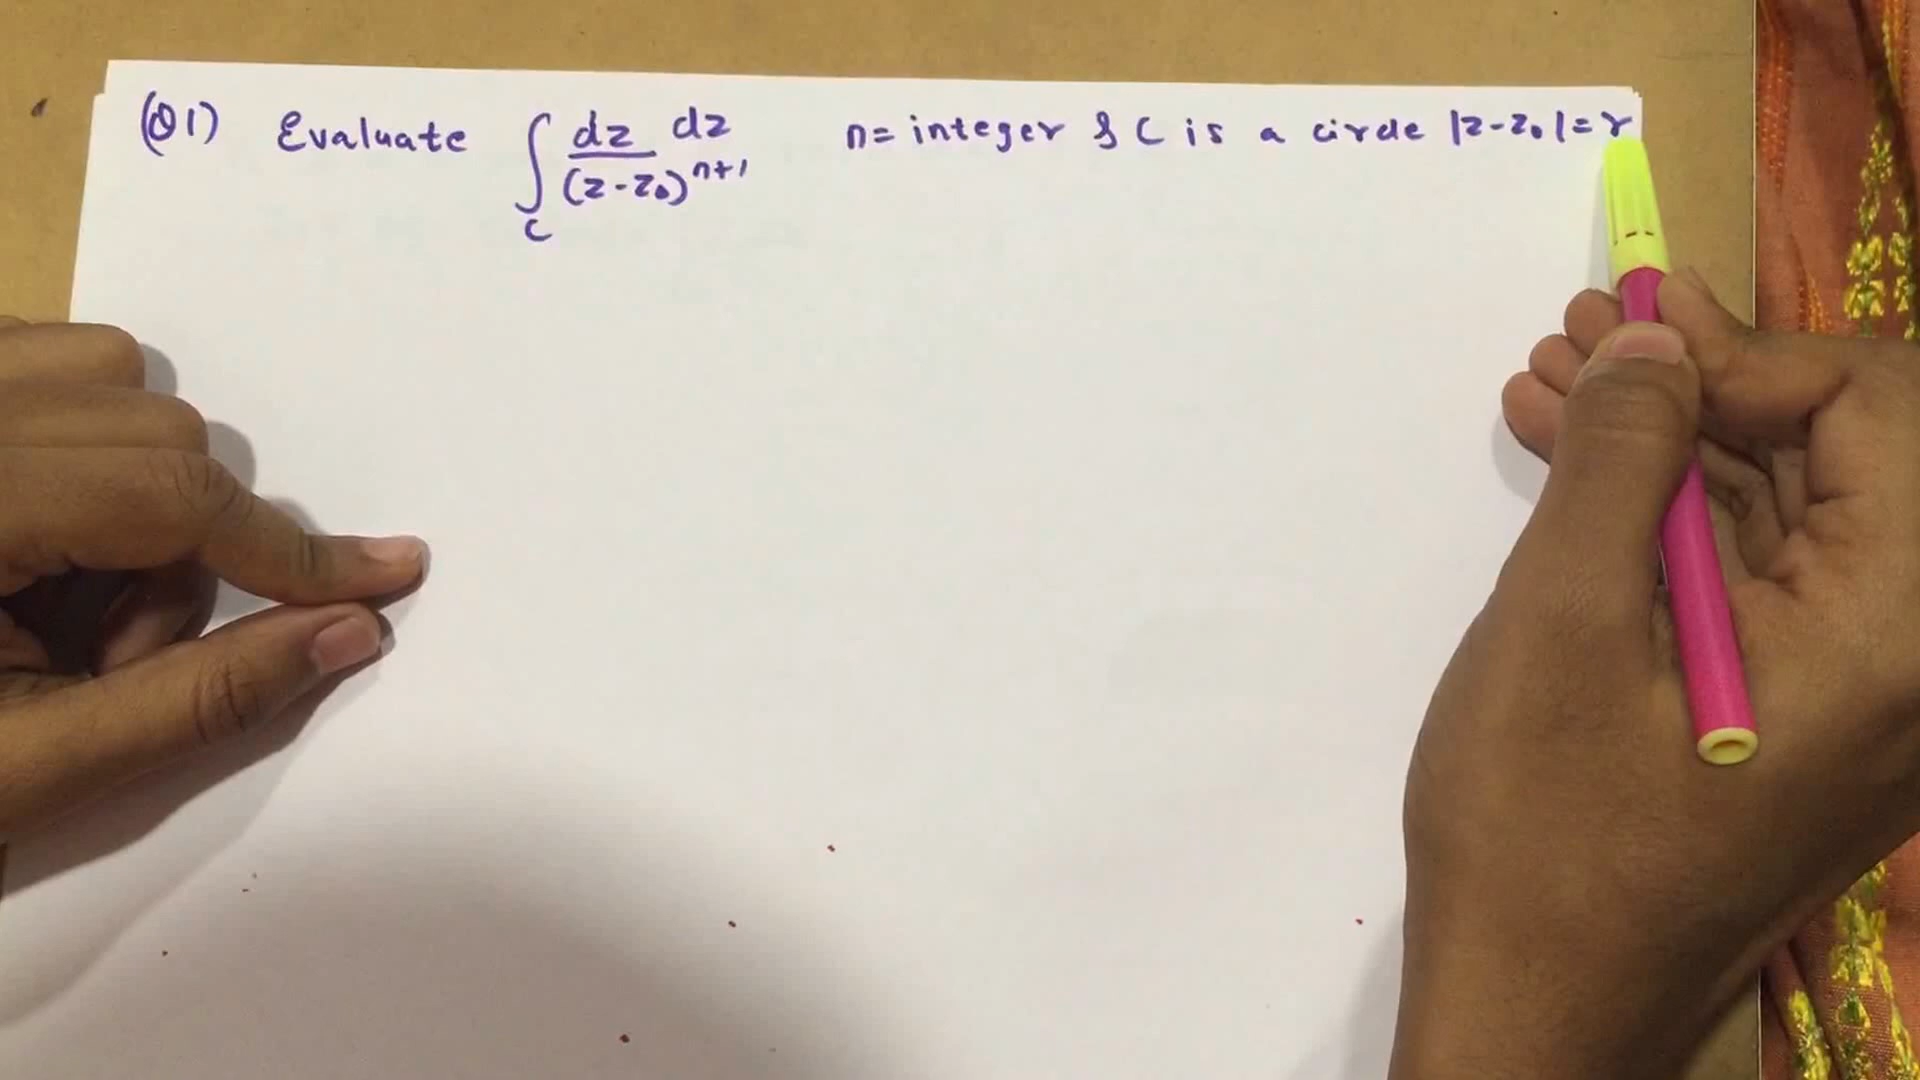 (Q1) Evaluate ∫_C dz/(z-z₀)^{n+1} dz n = integer & C is a circle |z-z₀|=r